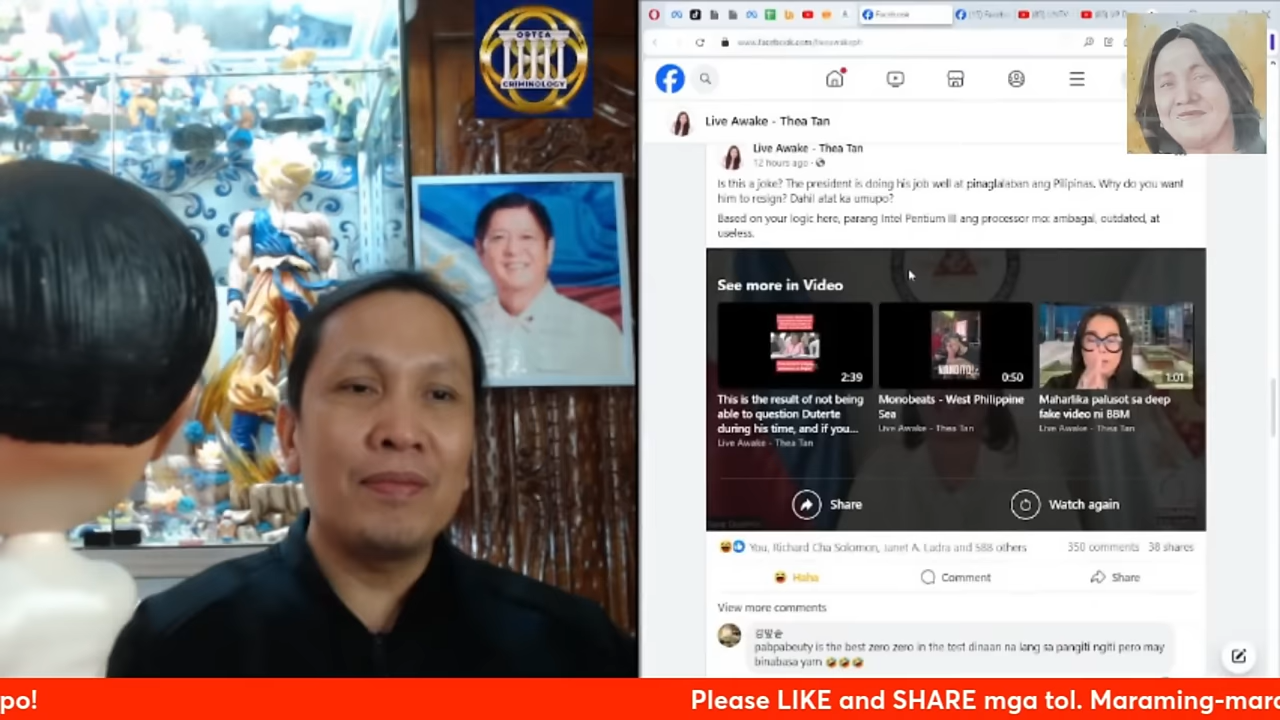 ORTCA
CRIMINOLOGY
Facebook
Live Awake - Thea Tan
Live Awake - Thea Tan
12 hours ago
Is this a joke? The president is doing his job well at pinaglalaban ang Pilipinas. Why do you want
him to resign? Dahil atat ka umupo?
Based on your logic here, parang Intel Pentium III ang processor mo: ambagal, outdated, at
useless.
See more in Video
2:39
0:50
1:01
This is the result of not being
able to question Duterte
during his time, and if you...
Live Awake - Thea Tan
Monobeats - West Philippine
Sea
Live Awake - Thea Tan
Maharlika palusot sa deep
fake video ni BBM
Live Awake - Thea Tan
Share
Watch again
You, Richard Cha Solomon, Janet A. Ladra and 588 others
350 comments 38 shares
Haha
Comment
Share
View more comments
pabpabeuty is the best zero zero in the test dinaan na lang sa pangiti ngiti pero may
binabasa yarn 🤣🤣🤣
po!
Please LIKE and SHARE mga tol. Maraming-mara